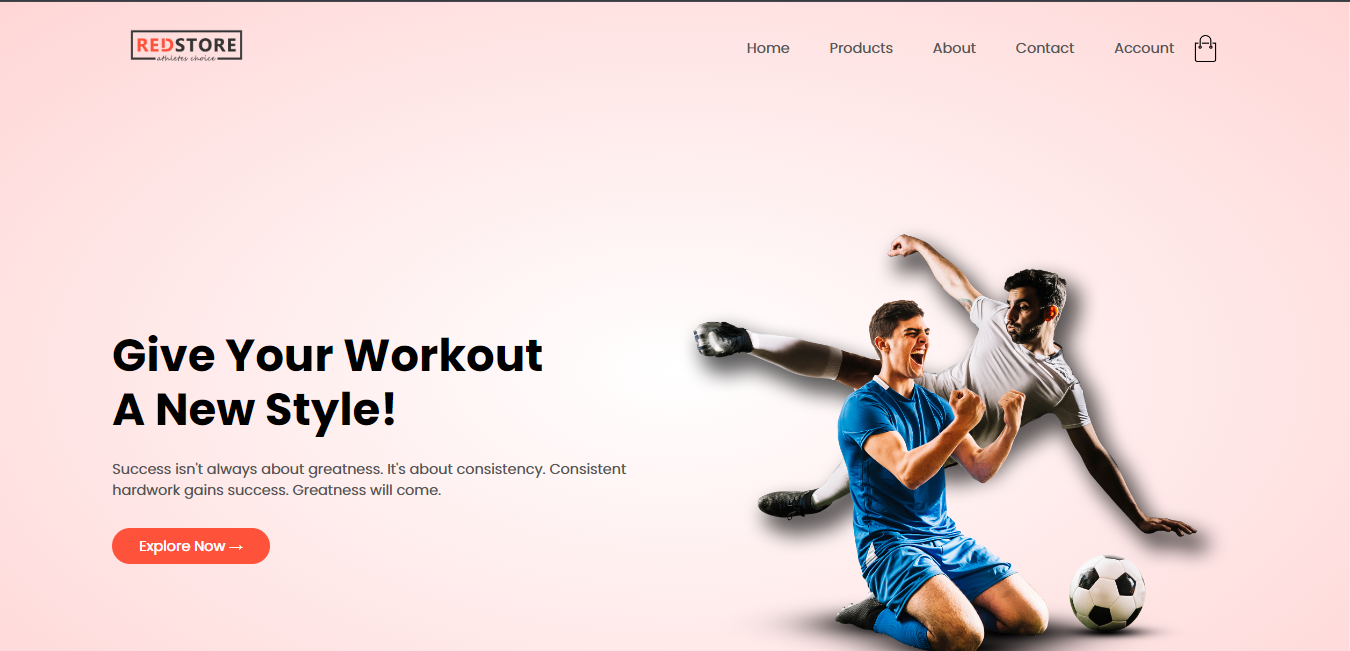 REDSTORE
athletes choice
Home Products About Contact Account
Give Your Workout
A New Style!
Success isn't always about greatness. It's about consistency. Consistent
hardwork gains success. Greatness will come.
Explore Now →